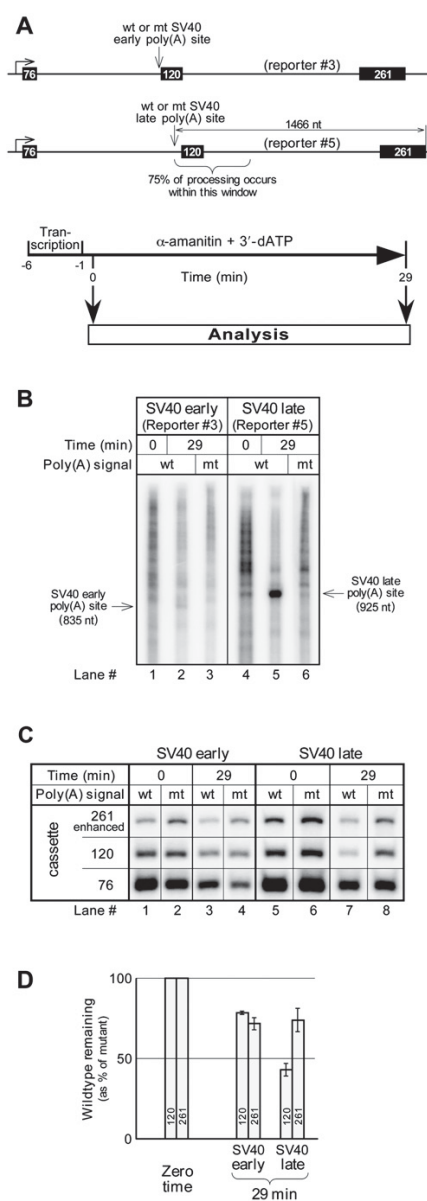 A
wt or mt SV40
early poly(A) site
76
120
(reporter #3)
261
wt or mt SV40
late poly(A) site
1466 nt
76
120
(reporter #5)
261
75% of processing occurs
within this window
Tran-
scription
α-amanitin + 3′-dATP
-6
-1
0
Time (min)
29
Analysis
B
SV40 early
(Reporter #3)
SV40 late
(Reporter #5)
Time (min) 0 29 0 29
Poly(A) signal wt mt wt mt
SV40 early
poly(A) site
(835 nt)
SV40 late
poly(A) site
(925 nt)
Lane # 1 2 3 4 5 6
C
SV40 early SV40 late
Time (min) 0 29 0 29
Poly(A) signal wt mt wt mt wt mt wt mt
cassette
261
enhanced
120
76
Lane # 1 2 3 4 5 6 7 8
D
Wildtype remaining
(as % of mutant)
100
50
0
120 261 120 261 120 261
Zero
time
SV40
early
SV40
late
29 min